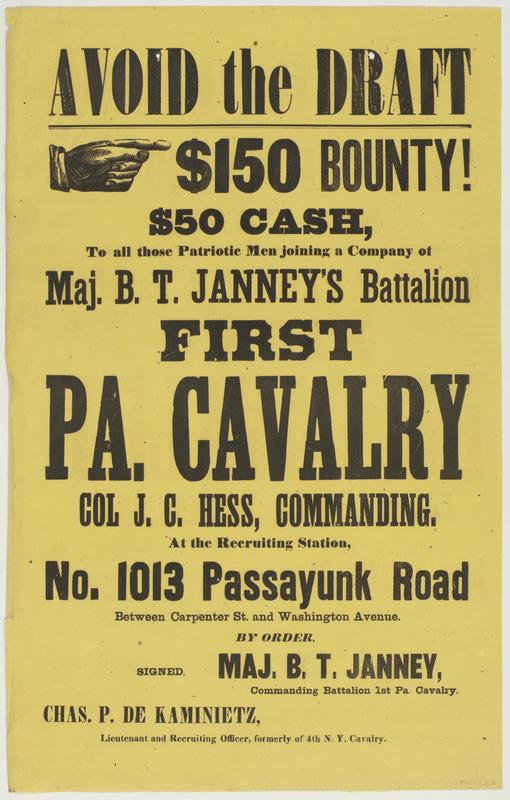 AVOID the DRAFT
$150 BOUNTY!
$50 CASH,
To all those Patriotic Men joining a Company of
Maj. B. T. JANNEY'S Battalion
FIRST
PA. CAVALRY
COL J. C. HESS, COMMANDING.
At the Recruiting Station,
No. 1013 Passayunk Road
Between Carpenter St. and Washington Avenue.
BY ORDER,
SIGNED, MAJ. B. T. JANNEY,
Commanding Battalion 1st Pa. Cavalry.
CHAS. P. DE KAMINIETZ,
Lieutenant and Recruiting Officer, formerly of 4th N. Y. Cavalry.